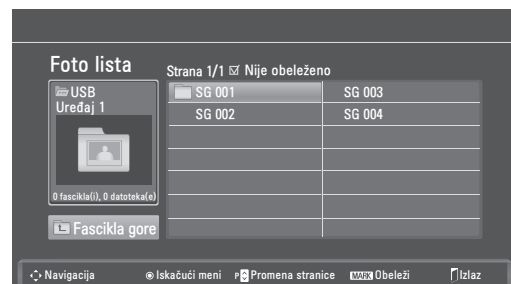 Foto lista
Strana 1/1 ☑ Nije obeleženo
USB
Uređaj 1
0 fascikla(i), 0 datoteka(e)
Fascikla gore
SG 001
SG 003
SG 002
SG 004
Navigacija
Iskačući meni
P Promena stranice
MARK Obeleži
Izlaz